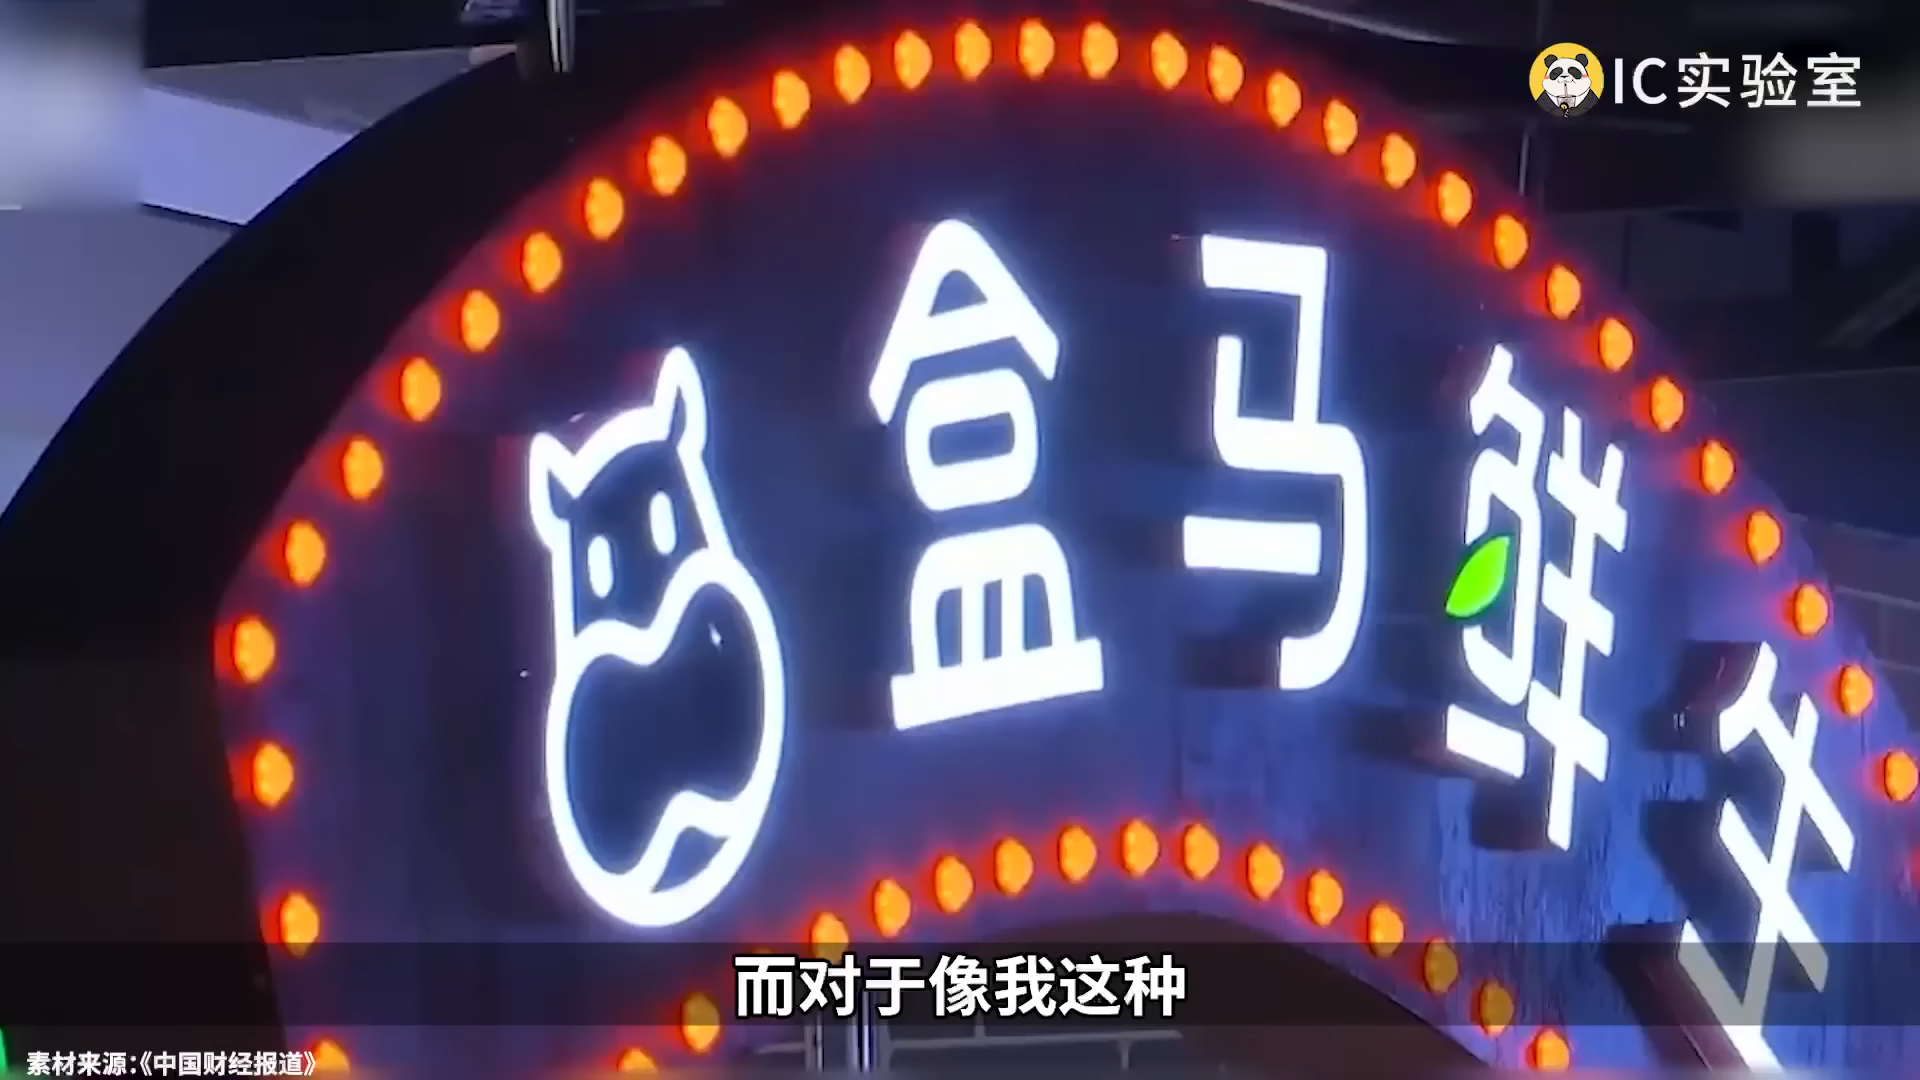 IC实验室
盒马鲜生
而对于像我这种
素材来源:《中国财经报道》